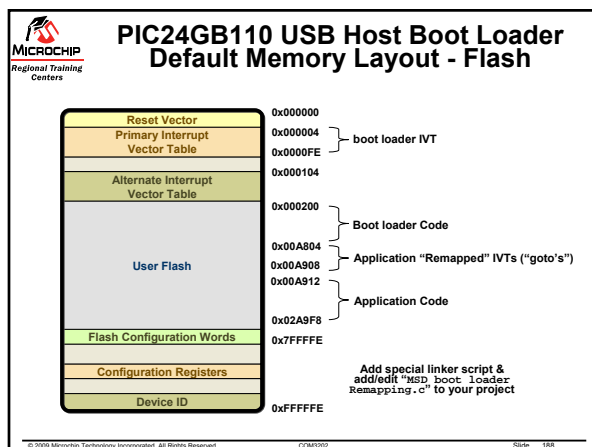 MICROCHIP
Regional Training
Centers
PIC24GB110 USB Host Boot Loader
Default Memory Layout - Flash
Reset Vector
Primary Interrupt
Vector Table
Alternate Interrupt
Vector Table
User Flash
Flash Configuration Words
Configuration Registers
Device ID
0x000000
0x000004
0x0000FE
0x000104
0x000200
0x00A804
0x00A908
0x00A912
0x02A9F8
0x7FFFFE
0xFFFFFE
boot loader IVT
Boot loader Code
Application “Remapped” IVTs (“goto’s”)
Application Code
Add special linker script &
add/edit “MSD boot loader
Remapping.c” to your project
© 2009 Microchip Technology Incorporated. All Rights Reserved.
COM3202
Slide 188